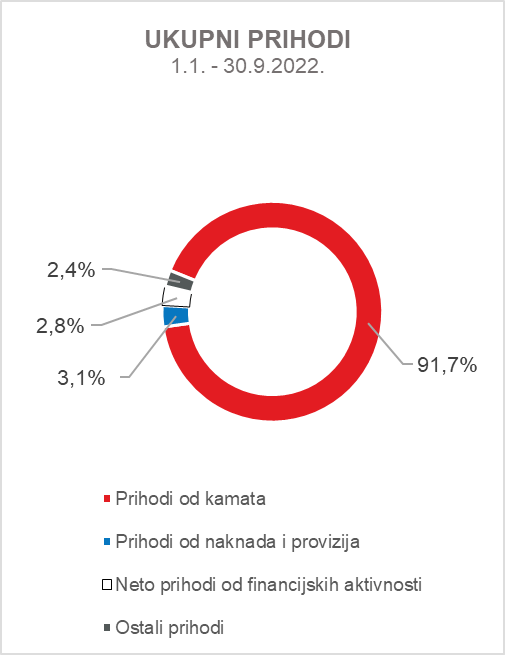 UKUPNI PRIHODI
1.1. - 30.9.2022.
2,4%
2,8%
3,1%
91,7%
Prihodi od kamata
Prihodi od naknada i provizija
Neto prihodi od financijskih aktivnosti
Ostali prihodi